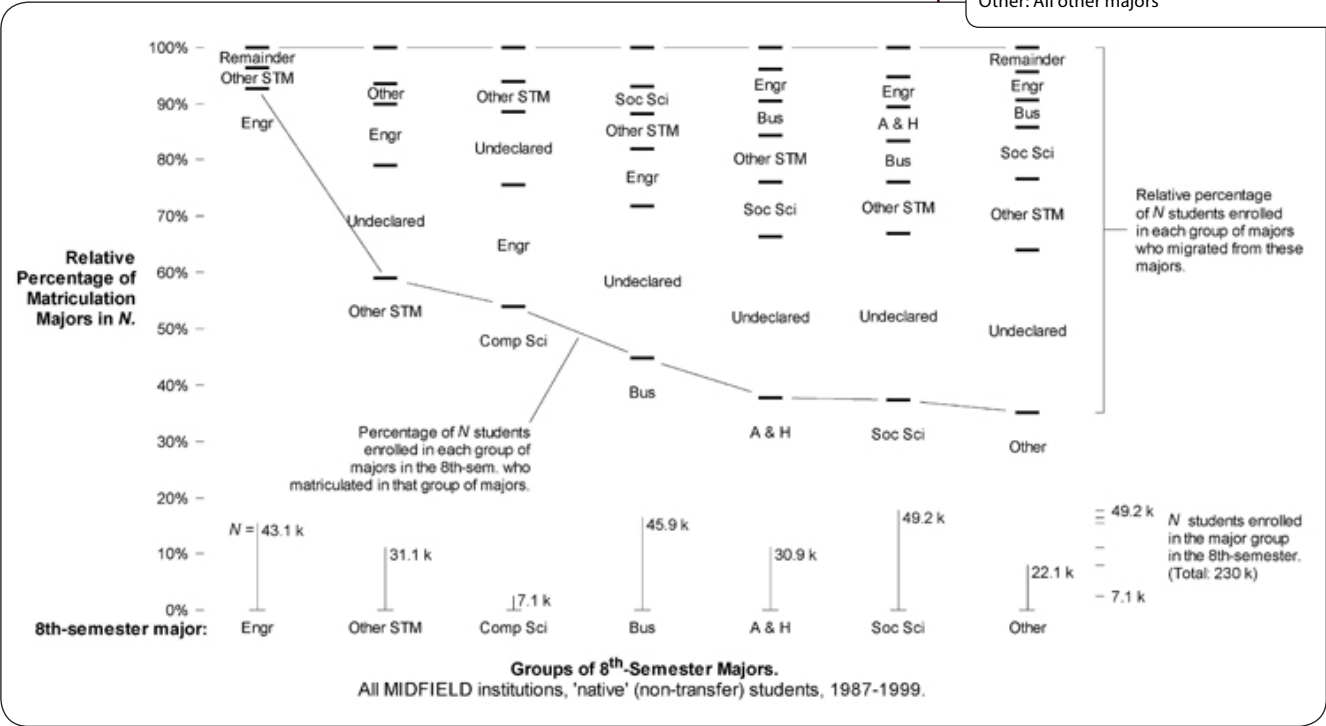 Other: All other majors
100%
90%
80%
70%
60%
50%
40%
30%
20%
10%
0%
Relative
Percentage of
Matriculation
Majors in N.
Remainder
Other STM
Engr
Other
Engr
Undeclared
Other STM
Other STM
Undeclared
Engr
Comp Sci
Soc Sci
Other STM
Engr
Undeclared
Bus
Engr
Bus
Other STM
Soc Sci
Undeclared
A & H
Engr
A & H
Bus
Other STM
Undeclared
Soc Sci
Remainder
Engr
Bus
Soc Sci
Other STM
Undeclared
Other
Relative percentage
of N students enrolled
in each group of majors
who migrated from these
majors.
Percentage of N students
enrolled in each group of
majors in the 8th-sem. who
matriculated in that group of majors.
N = 43.1 k
31.1 k
7.1 k
45.9 k
30.9 k
49.2 k
22.1 k
49.2 k
7.1 k
N students enrolled
in the major group
in the 8th-semester.
(Total: 230 k)
8th-semester major: Engr Other STM Comp Sci Bus A & H Soc Sci Other
Groups of 8th-Semester Majors.
All MIDFIELD institutions, 'native' (non-transfer) students, 1987-1999.